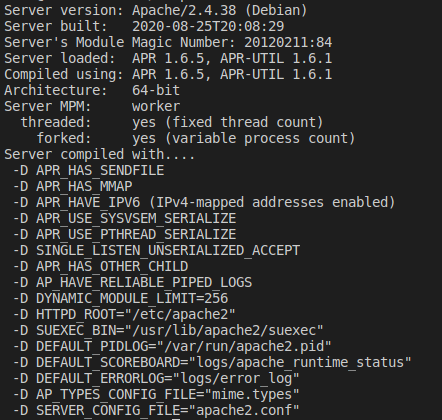 Server version: Apache/2.4.38 (Debian)
Server built:   2020-08-25T20:08:29
Server's Module Magic Number: 20120211:84
Server loaded:  APR 1.6.5, APR-UTIL 1.6.1
Compiled using: APR 1.6.5, APR-UTIL 1.6.1
Architecture:   64-bit
Server MPM:     worker
  threaded:     yes (fixed thread count)
    forked:     yes (variable process count)
Server compiled with....
 -D APR_HAS_SENDFILE
 -D APR_HAS_MMAP
 -D APR_HAVE_IPV6 (IPv4-mapped addresses enabled)
 -D APR_USE_SYSVSEM_SERIALIZE
 -D APR_USE_PTHREAD_SERIALIZE
 -D SINGLE_LISTEN_UNSERIALIZED_ACCEPT
 -D APR_HAS_OTHER_CHILD
 -D AP_HAVE_RELIABLE_PIPED_LOGS
 -D DYNAMIC_MODULE_LIMIT=256
 -D HTTPD_ROOT="/etc/apache2"
 -D SUEXEC_BIN="/usr/lib/apache2/suexec"
 -D DEFAULT_PIDLOG="/var/run/apache2.pid"
 -D DEFAULT_SCOREBOARD="logs/apache_runtime_status"
 -D DEFAULT_ERRORLOG="logs/error_log"
 -D AP_TYPES_CONFIG_FILE="mime.types"
 -D SERVER_CONFIG_FILE="apache2.conf"